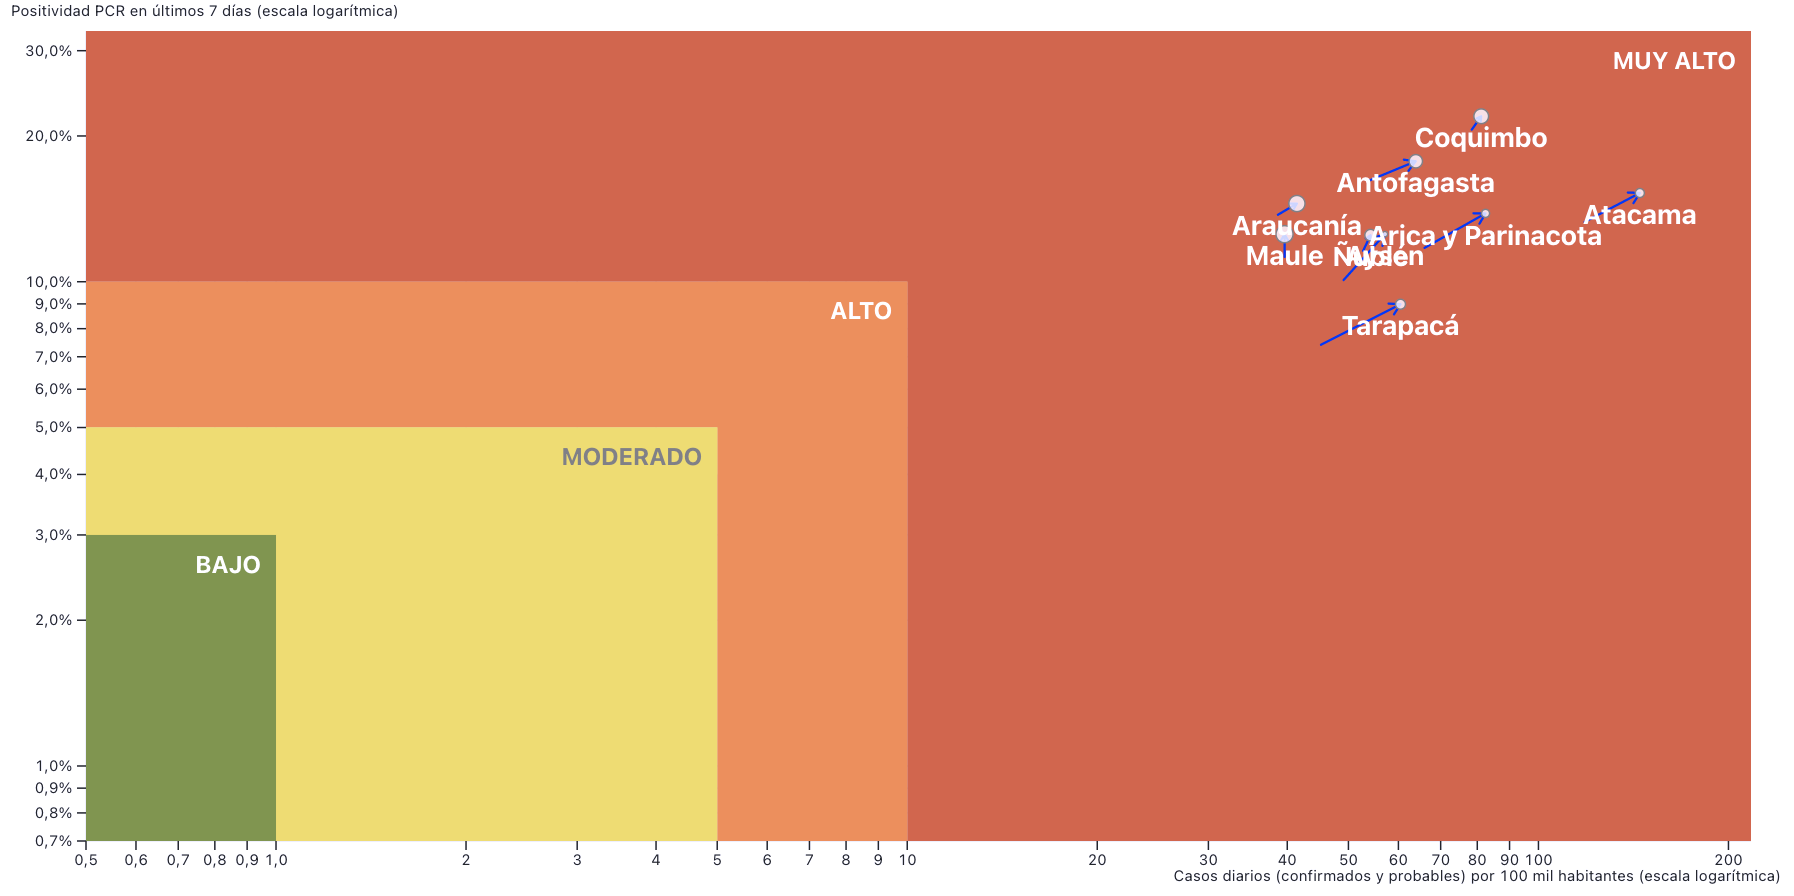 Positividad PCR en últimos 7 días (escala logarítmica)
30,0%
20,0%
10,0%
9,0%
8,0%
7,0%
6,0%
5,0%
4,0%
3,0%
2,0%
1,0%
0,9%
0,8%
0,7%
MUY ALTO
ALTO
MODERADO
BAJO
Coquimbo
Antofagasta
Atacama
Araucanía
Arica y Parinacota
Maule
Ñuble
Aysén
Tarapacá
0,5 0,6 0,7 0,8 0,9 1,0 2 3 4 5 6 7 8 9 10 20 30 40 50 60 70 80 90 100 200
Casos diarios (confirmados y probables) por 100 mil habitantes (escala logarítmica)